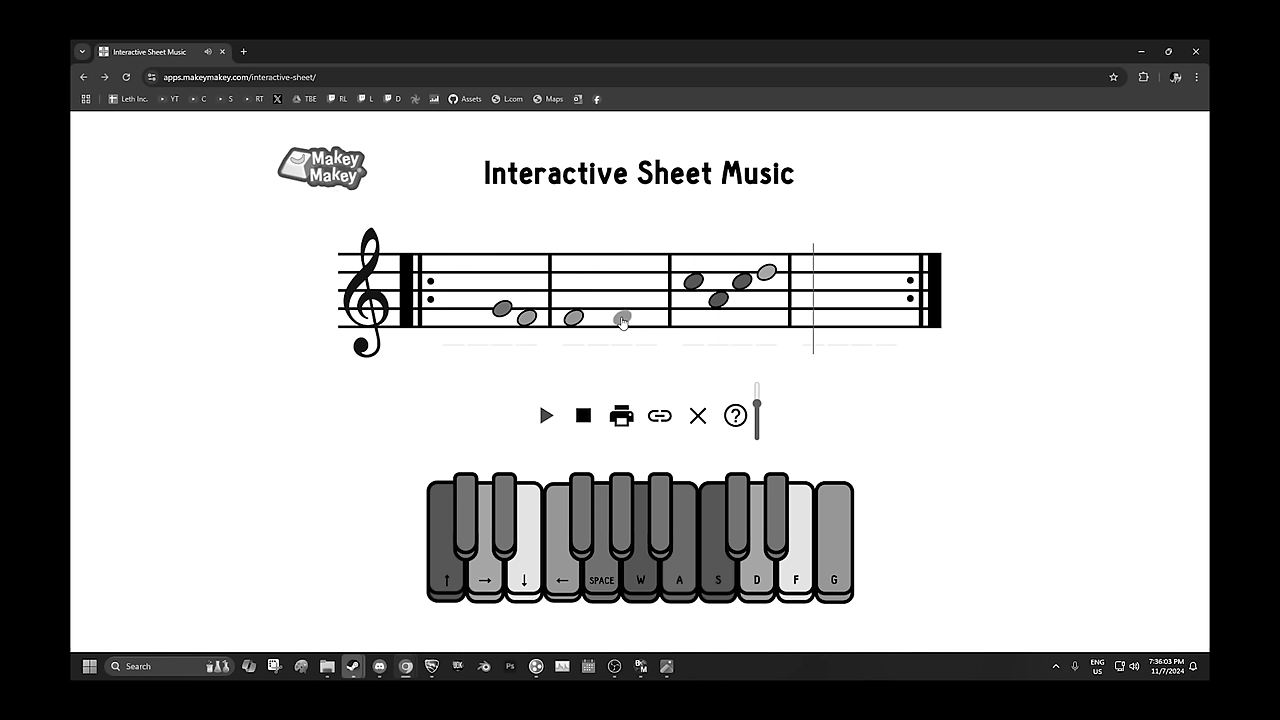 Interactive Sheet Music
apps.makeymakey.com/interactive-sheet/
Leth Inc. YT C S RT X TBE RL L D Assets L.com Maps
Makey
Makey
Interactive Sheet Music
↑ → ↓ ← SPACE W A S D F G
Search
Ps
ENG
US
7:36:03 PM
11/7/2024